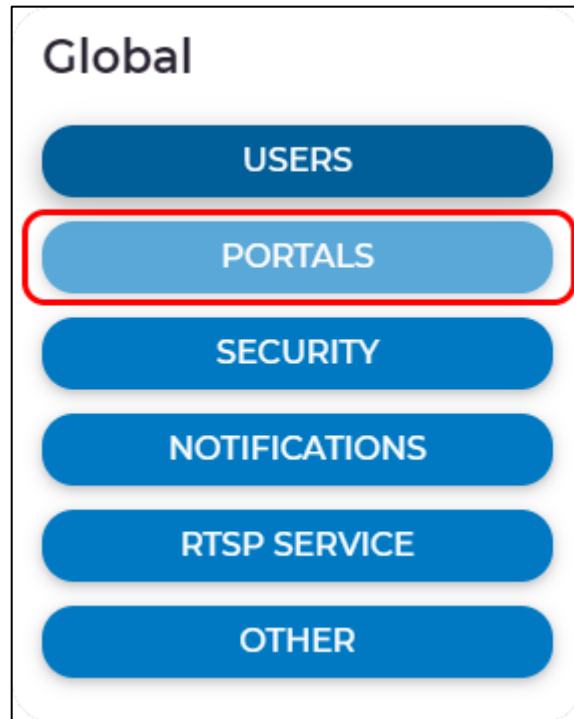 Global
USERS
PORTALS
SECURITY
NOTIFICATIONS
RTSP SERVICE
OTHER